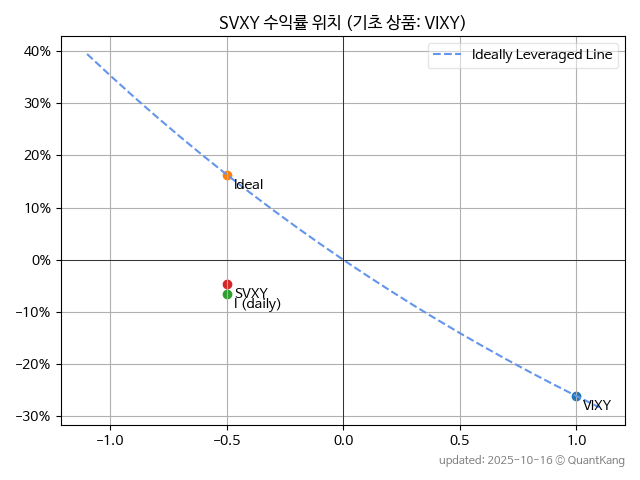 SVXY 수익률 위치 (기초 상품: VIXY)
Ideally Leveraged Line
40%
30%
20%
10%
0%
−10%
−20%
−30%
Ideal
SVXY
I (daily)
VIXY
−1.0
−0.5
0.0
0.5
1.0
updated: 2025-10-16 © QuantKang